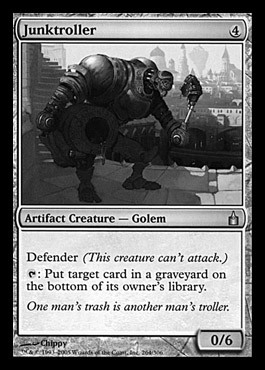 Junktroller 4
Artifact Creature — Golem
Defender (This creature can't attack.)
: Put target card in a graveyard on
the bottom of its owner's library.
One man's trash is another man's troller.
Chippy
0/6